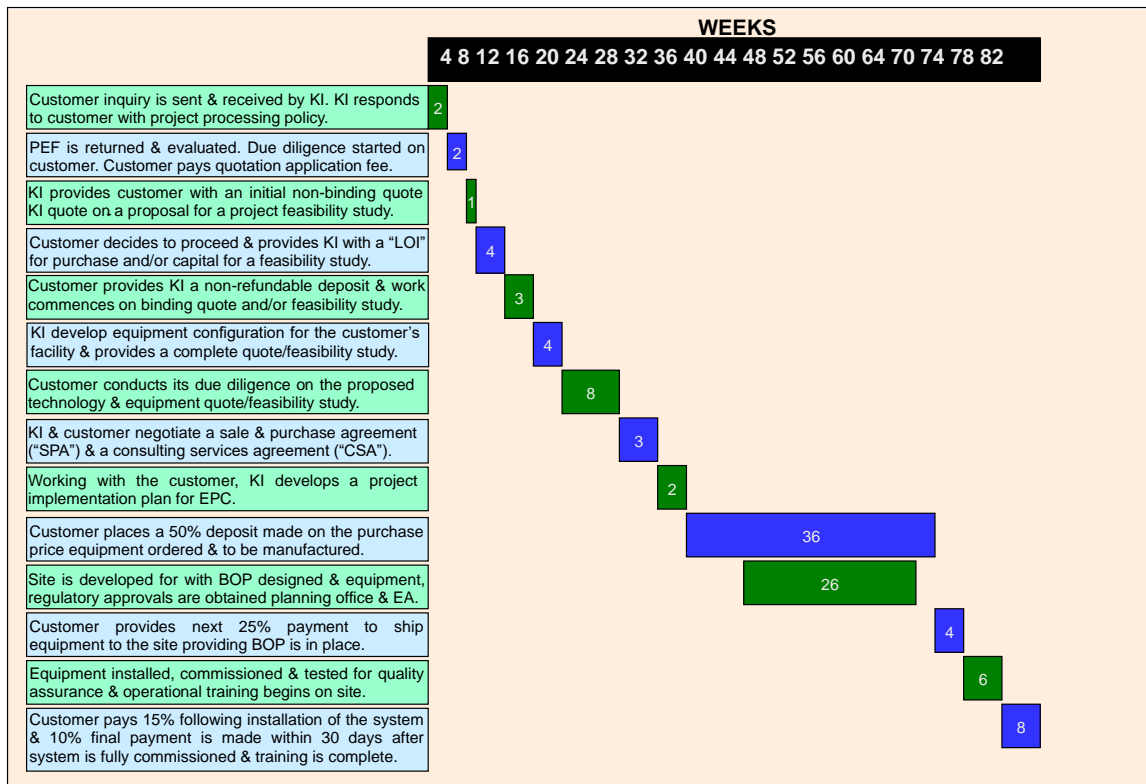 WEEKS
4 8 12 16 20 24 28 32 36 40 44 48 52 56 60 64 70 74 78 82
Customer inquiry is sent & received by KI. KI responds
to customer with project processing policy.
2
PEF is returned & evaluated. Due diligence started on
customer. Customer pays quotation application fee.
2
KI provides customer with an initial non-binding quote
KI quote on a proposal for a project feasibility study.
1
Customer decides to proceed & provides KI with a “LOI”
for purchase and/or capital for a feasibility study.
4
Customer provides KI a non-refundable deposit & work
commences on binding quote and/or feasibility study.
3
KI develop equipment configuration for the customer’s
facility & provides a complete quote/feasibility study.
4
Customer conducts its due diligence on the proposed
technology & equipment quote/feasibility study.
8
KI & customer negotiate a sale & purchase agreement
(“SPA”) & a consulting services agreement (“CSA”).
3
Working with the customer, KI develops a project
implementation plan for EPC.
2
Customer places a 50% deposit made on the purchase
price equipment ordered & to be manufactured.
36
Site is developed for with BOP designed & equipment,
regulatory approvals are obtained planning office & EA.
26
Customer provides next 25% payment to ship
equipment to the site providing BOP is in place.
4
Equipment installed, commissioned & tested for quality
assurance & operational training begins on site.
6
Customer pays 15% following installation of the system
& 10% final payment is made within 30 days after
system is fully commissioned & training is complete.
8